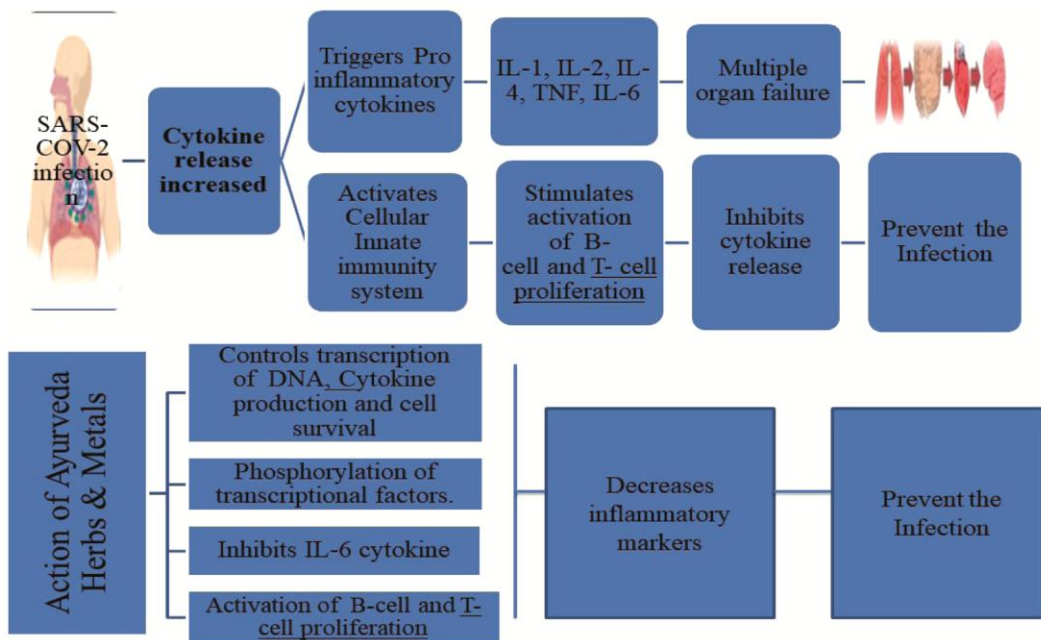 SARS-
COV-2
infectio
n
Cytokine
release
increased
Triggers Pro
inflammatory
cytokines
IL-1, IL-2, IL-
4, TNF, IL-6
Multiple
organ failure
Activates
Cellular
Innate
immunity
system
Stimulates
activation
of B-
cell and T- cell
proliferation
Inhibits
cytokine
release
Prevent the
Infection
Action of Ayurveda
Herbs & Metals
Controls transcription
of DNA, Cytokine
production and cell
survival
Phosphorylation of
transcriptional factors.
Inhibits IL-6 cytokine
Activation of B-cell and T-
cell proliferation
Decreases
inflammatory
markers
Prevent the
Infection